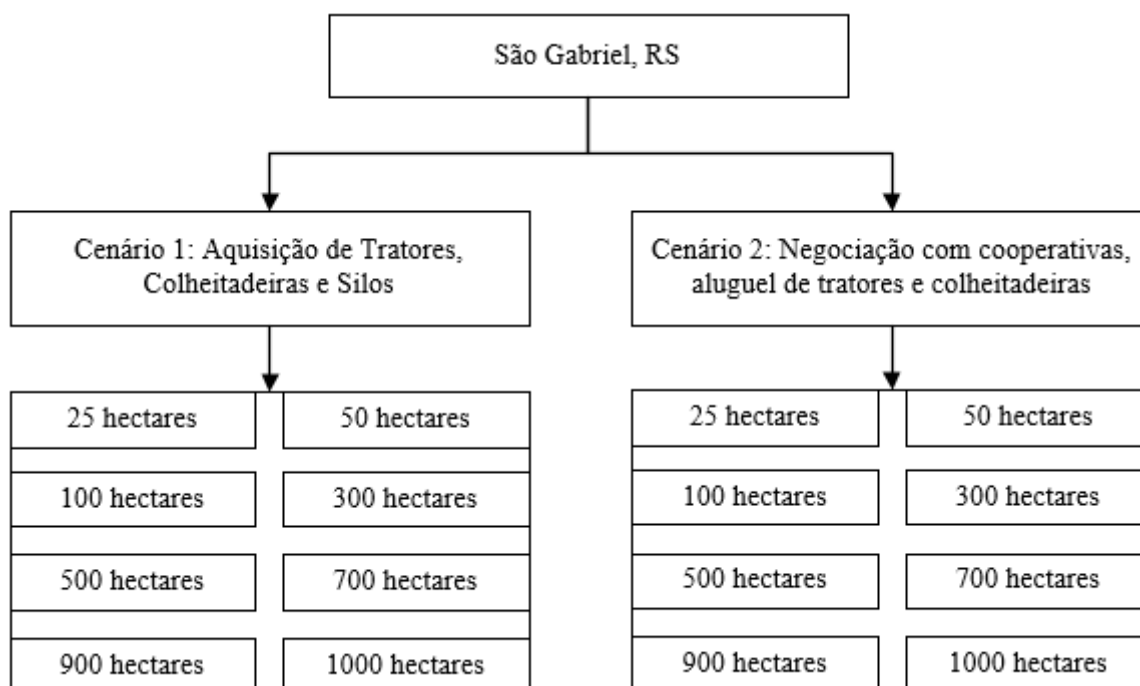 São Gabriel, RS
Cenário 1: Aquisição de Tratores,
Colheitadeiras e Silos
Cenário 2: Negociação com cooperativas,
aluguel de tratores e colheitadeiras
25 hectares
50 hectares
100 hectares
300 hectares
500 hectares
700 hectares
900 hectares
1000 hectares
25 hectares
50 hectares
100 hectares
300 hectares
500 hectares
700 hectares
900 hectares
1000 hectares